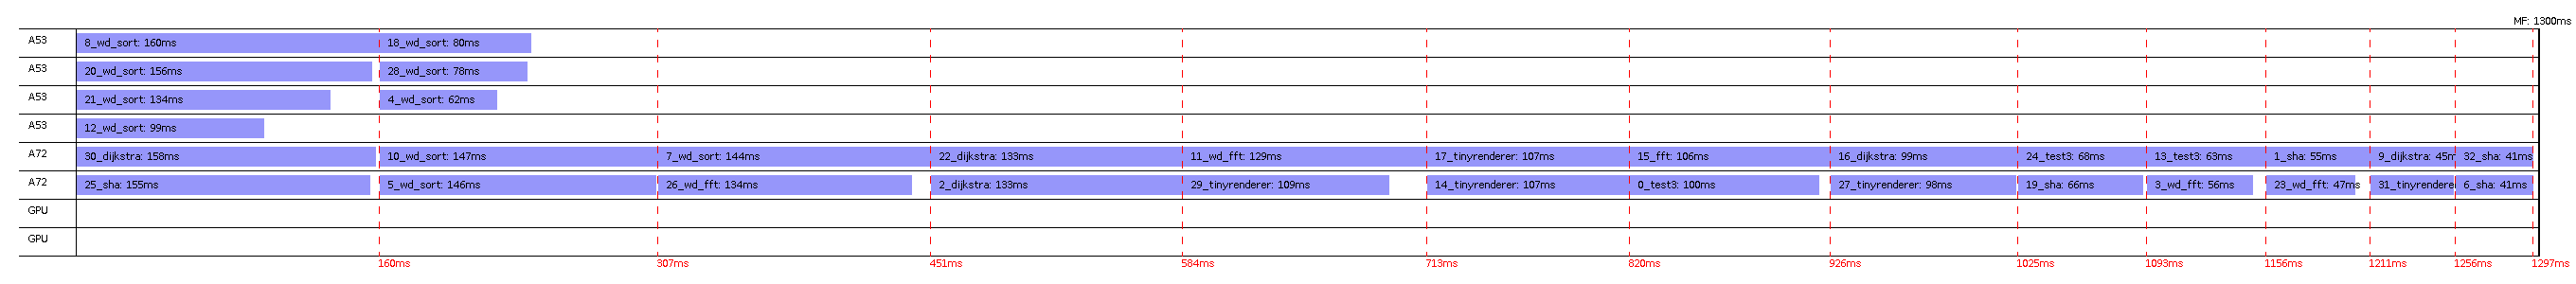 MF: 1300ms
A53 8_wd_sort: 160ms 18_wd_sort: 80ms
A53 20_wd_sort: 156ms 28_wd_sort: 78ms
A53 21_wd_sort: 134ms 4_wd_sort: 62ms
A53 12_wd_sort: 99ms
A72 30_dijkstra: 158ms 10_wd_sort: 147ms 7_wd_sort: 144ms 22_dijkstra: 133ms 11_wd_fft: 129ms 17_tinyrenderer: 107ms 15_fft: 106ms 16_dijkstra: 99ms 24_test3: 68ms 13_test3: 63ms 1_sha: 55ms 9_dijkstra: 45m 32_sha: 41ms
A72 25_sha: 155ms 5_wd_sort: 146ms 26_wd_fft: 134ms 2_dijkstra: 133ms 29_tinyrenderer: 109ms 14_tinyrenderer: 107ms 0_test3: 100ms 27_tinyrenderer: 98ms 19_sha: 66ms 3_wd_fft: 56ms 23_wd_fft: 47ms 31_tinyrendere 6_sha: 41ms
GPU
GPU
160ms 307ms 451ms 584ms 713ms 820ms 926ms 1025ms 1093ms 1156ms 1211ms 1256ms 1297ms